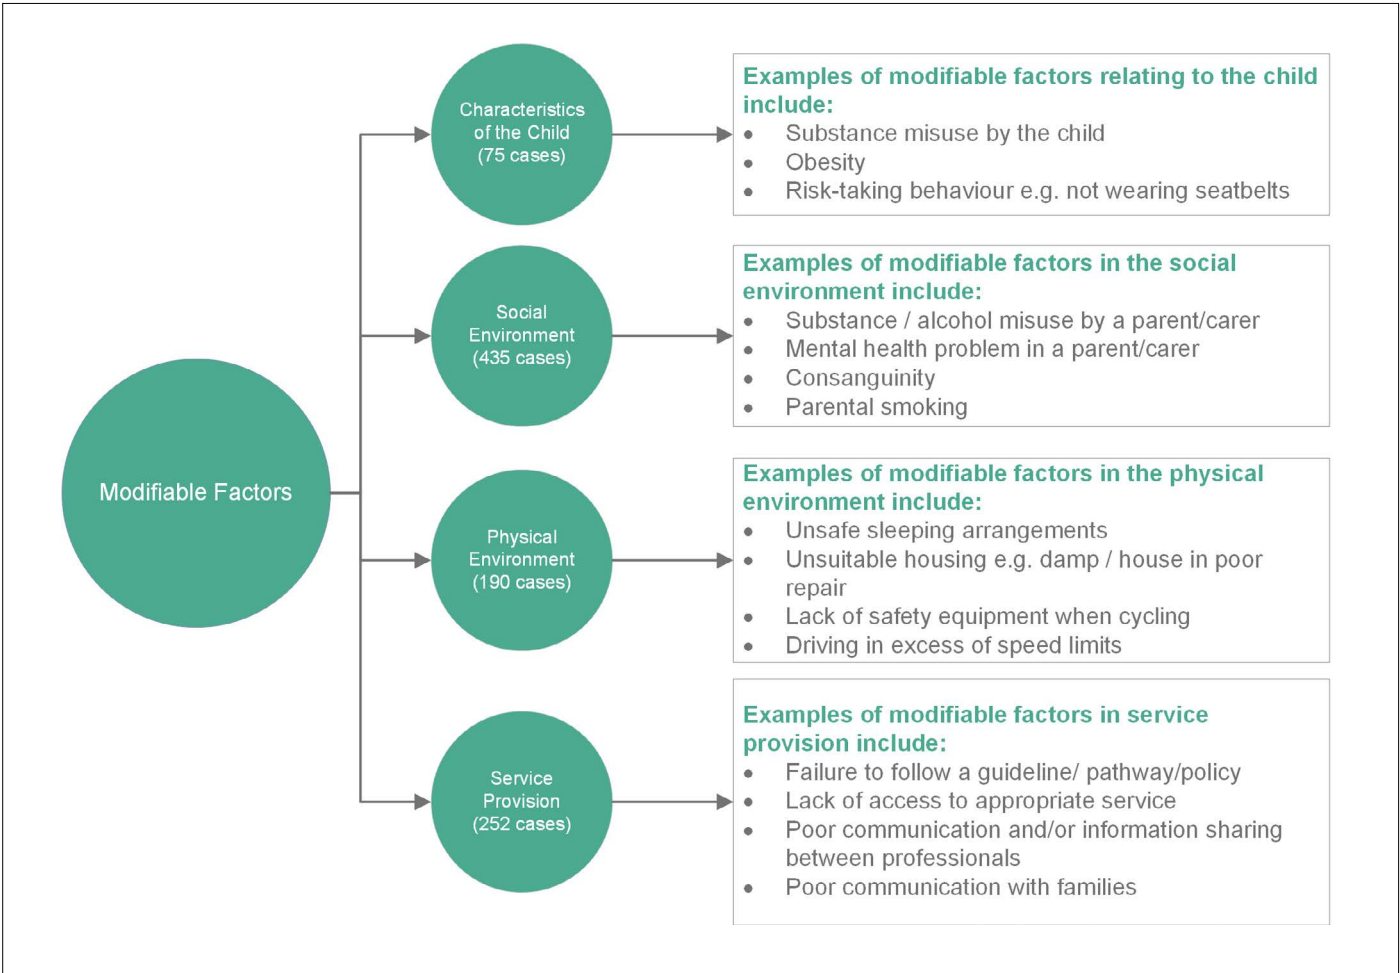 Modifiable Factors
Characteristics
of the Child
(75 cases)
Examples of modifiable factors relating to the child
include:
• Substance misuse by the child
• Obesity
• Risk-taking behaviour e.g. not wearing seatbelts
Social
Environment
(435 cases)
Examples of modifiable factors in the social
environment include:
• Substance / alcohol misuse by a parent/carer
• Mental health problem in a parent/carer
• Consanguinity
• Parental smoking
Physical
Environment
(190 cases)
Examples of modifiable factors in the physical
environment include:
• Unsafe sleeping arrangements
• Unsuitable housing e.g. damp / house in poor
repair
• Lack of safety equipment when cycling
• Driving in excess of speed limits
Service
Provision
(252 cases)
Examples of modifiable factors in service
provision include:
• Failure to follow a guideline/ pathway/policy
• Lack of access to appropriate service
• Poor communication and/or information sharing
between professionals
• Poor communication with families